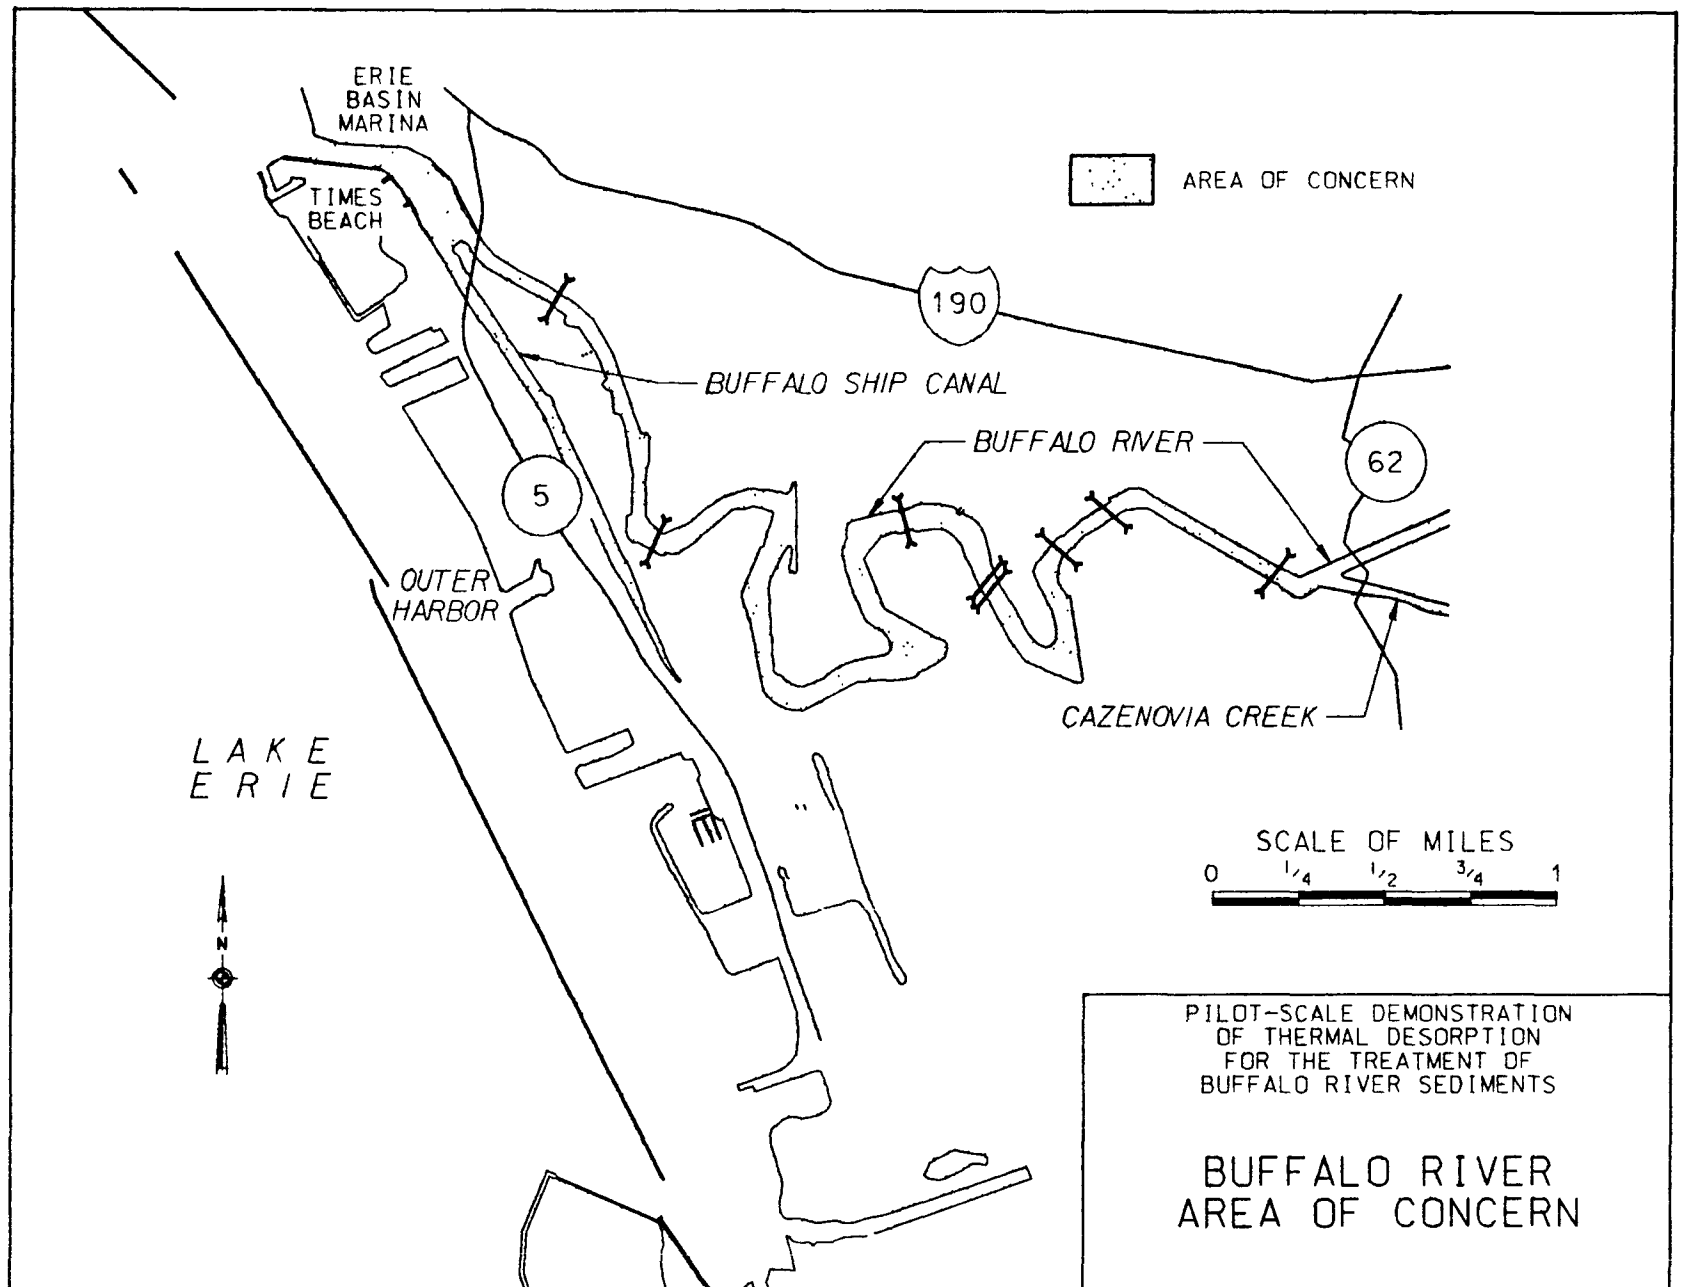 ERIE
BASIN
MARINA
TIMES
BEACH
AREA OF CONCERN
190
BUFFALO SHIP CANAL
BUFFALO RIVER
62
5
OUTER
HARBOR
CAZENOVIA CREEK
LAKE
ERIE
SCALE OF MILES
0 1/4 1/2 3/4 1
N
PILOT-SCALE DEMONSTRATION
OF THERMAL DESORPTION
FOR THE TREATMENT OF
BUFFALO RIVER SEDIMENTS
BUFFALO RIVER
AREA OF CONCERN